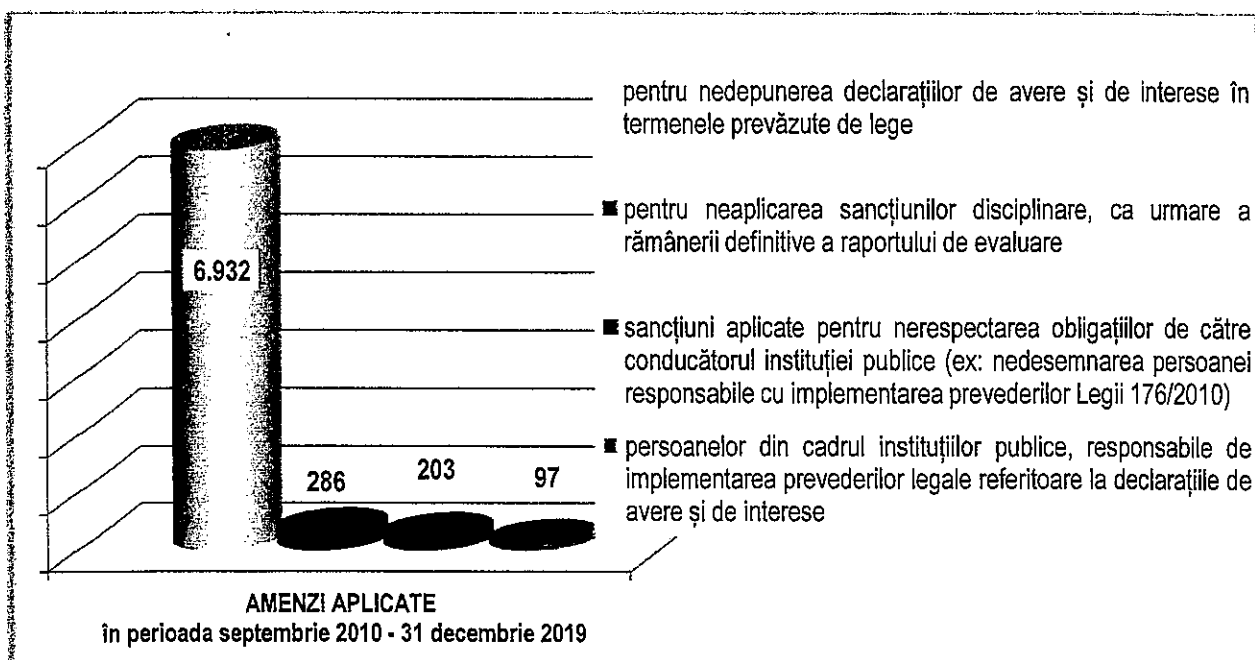 pentru nedepunerea declarațiilor de avere și de interese în
termenele prevăzute de lege
pentru neaplicarea sancțiunilor disciplinare, ca urmare a
rămânerii definitive a raportului de evaluare
sancțiuni aplicate pentru nerespectarea obligațiilor de către
conducătorul instituției publice (ex: nedesemnarea persoanei
responsabile cu implementarea prevederilor Legii 176/2010)
persoanelor din cadrul instituțiilor publice, responsabile de
implementarea prevederilor legale referitoare la declarațiile de
avere și de interese
6.932
286
203
97
AMENZI APLICATE
în perioada septembrie 2010 - 31 decembrie 2019